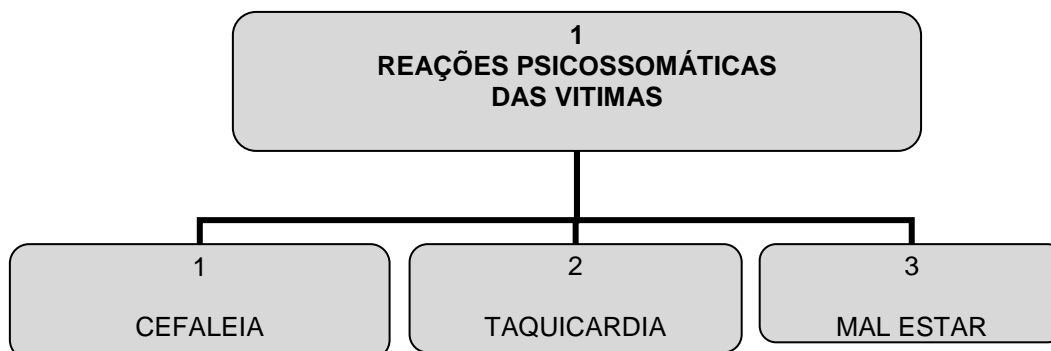 1
REAÇÕES PSICOSSOMÁTICAS
DAS VITIMAS
1
CEFALEIA
2
TAQUICARDIA
3
MAL ESTAR